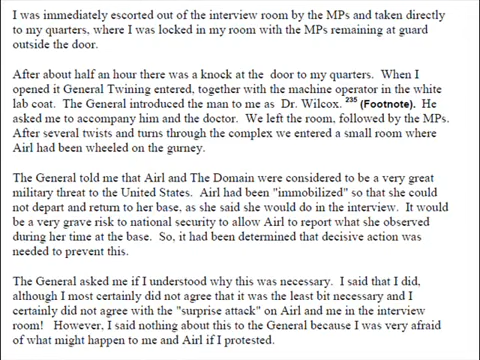 I was immediately escorted out of the interview room by the MPs and taken directly
to my quarters, where I was locked in my room with the MPs remaining at guard
outside the door.
After about half an hour there was a knock at the  door to my quarters.  When I
opened it General Twining entered, together with the machine operator in the white
lab coat.  The General introduced the man to me as  Dr. Wilcox. 235 (Footnote).  He
asked me to accompany him and the doctor.  We left the room, followed by the MPs.
After several twists and turns through the complex we entered a small room where
Airl had been wheeled on the gurney.
The General told me that Airl and The Domain were considered to be a very great
military threat to the United States.  Airl had been "immobilized" so that she could
not depart and return to her base, as she said she would do in the interview.  It would
be a very grave risk to national security to allow Airl to report what she observed
during her time at the base.  So, it had been determined that decisive action was
needed to prevent this.
The General asked me if I understood why this was necessary.  I said that I did,
although I most certainly did not agree that it was the least bit necessary and I
certainly did not agree with the "surprise attack" on Airl and me in the interview
room!  However, I said nothing about this to the General because I was very afraid
of what might happen to me and Airl if I protested.